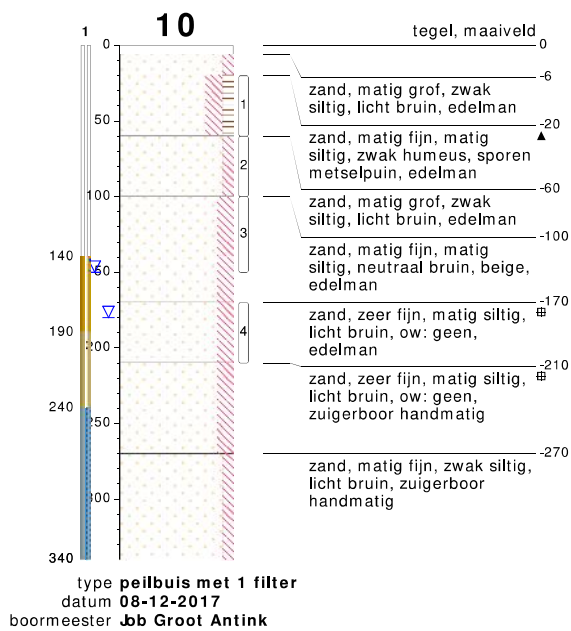 10
1
tegel, maaiveld
0
0
-6
zand, matig grof, zwak
siltig, licht bruin, edelman
-20
1
50
zand, matig fijn, matig
siltig, zwak humeus, sporen
metselpuin, edelman
2
-60
zand, matig grof, zwak
siltig, licht bruin, edelman
100
-100
3
zand, matig fijn, matig
siltig, neutraal bruin, beige,
edelman
140
150
-170
zand, zeer fijn, matig siltig,
licht bruin, ow: geen,
edelman
4
190
200
-210
zand, zeer fijn, matig siltig,
licht bruin, ow: geen,
zuigerboor handmatig
240
250
-270
zand, matig fijn, zwak siltig,
licht bruin, zuigerboor
handmatig
300
340
type peilbuis met 1 filter
datum 08-12-2017
boormeester Job Groot Antink